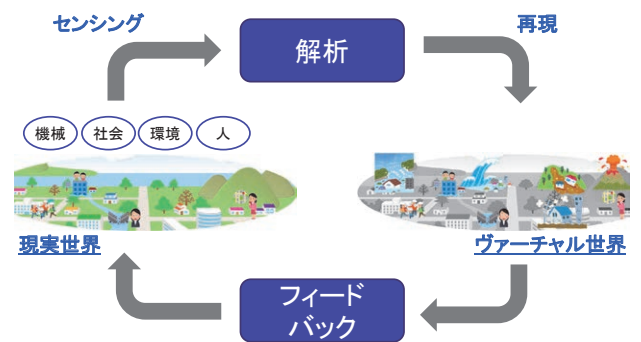 センシング
解析
再現
機械
社会
環境
人
現実世界
ヴァーチャル世界
フィード
バック